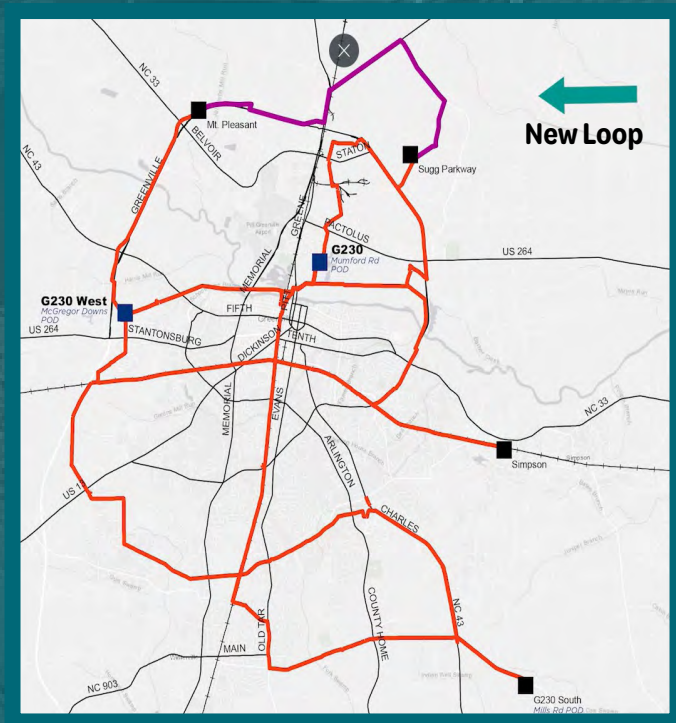 New Loop
NC 33
Mt. Pleasant
BELVOIR
STATON
Sugg Parkway
NC 43
GREENVILLE
GREENE
PACTOLUS
US 264
MEMORIAL
G230
Mumford Rd
POD
PITT
G230 West
McGregor Downs
POD
US 264
STANTONSBURG
FIFTH
DICKINSON
TENTH
MEMORIAL
EVANS
ARLINGTON
NC 33
Simpson
Simpson
US 13
CHARLES
NC 43
COUNTY HOME
OLD TAR
MAIN
NC 903
G230 South
Mills Rd POD